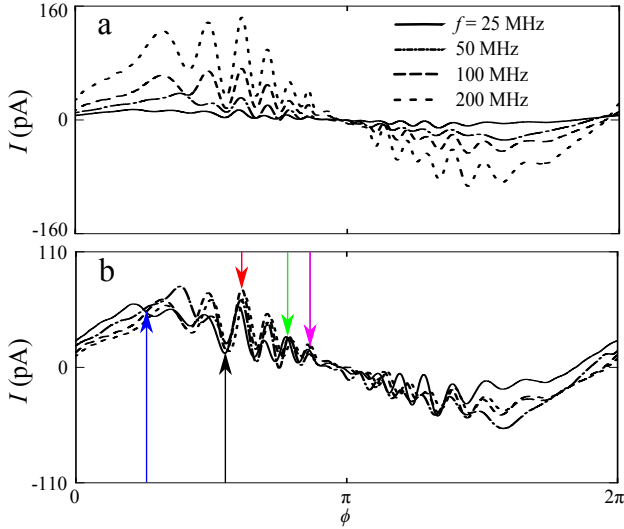 160
a
f = 25 MHz
50 MHz
100 MHz
200 MHz
I (pA)
0
-160
110
b
I (pA)
0
-110
0
π
2π
ϕ